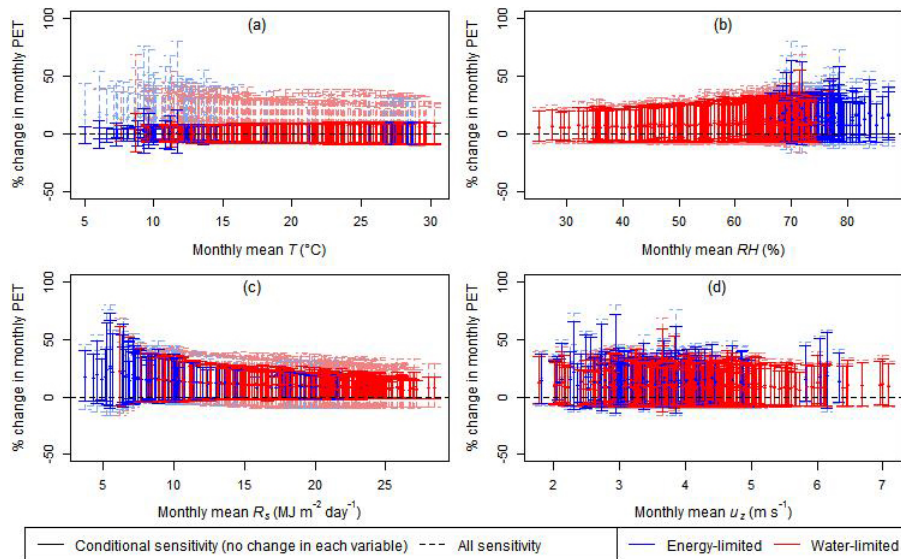 (a)
% change in monthly PET
100
50
0
-50
5 10 15 20 25 30
Monthly mean T (°C)
(b)
% change in monthly PET
100
50
0
-50
30 40 50 60 70 80
Monthly mean RH (%)
(c)
% change in monthly PET
100
50
0
-50
5 10 15 20 25
Monthly mean Rs (MJ m⁻² day⁻¹)
(d)
% change in monthly PET
100
50
0
-50
2 3 4 5 6 7
Monthly mean uz (m s⁻¹)
Conditional sensitivity (no change in each variable) All sensitivity Energy-limited Water-limited